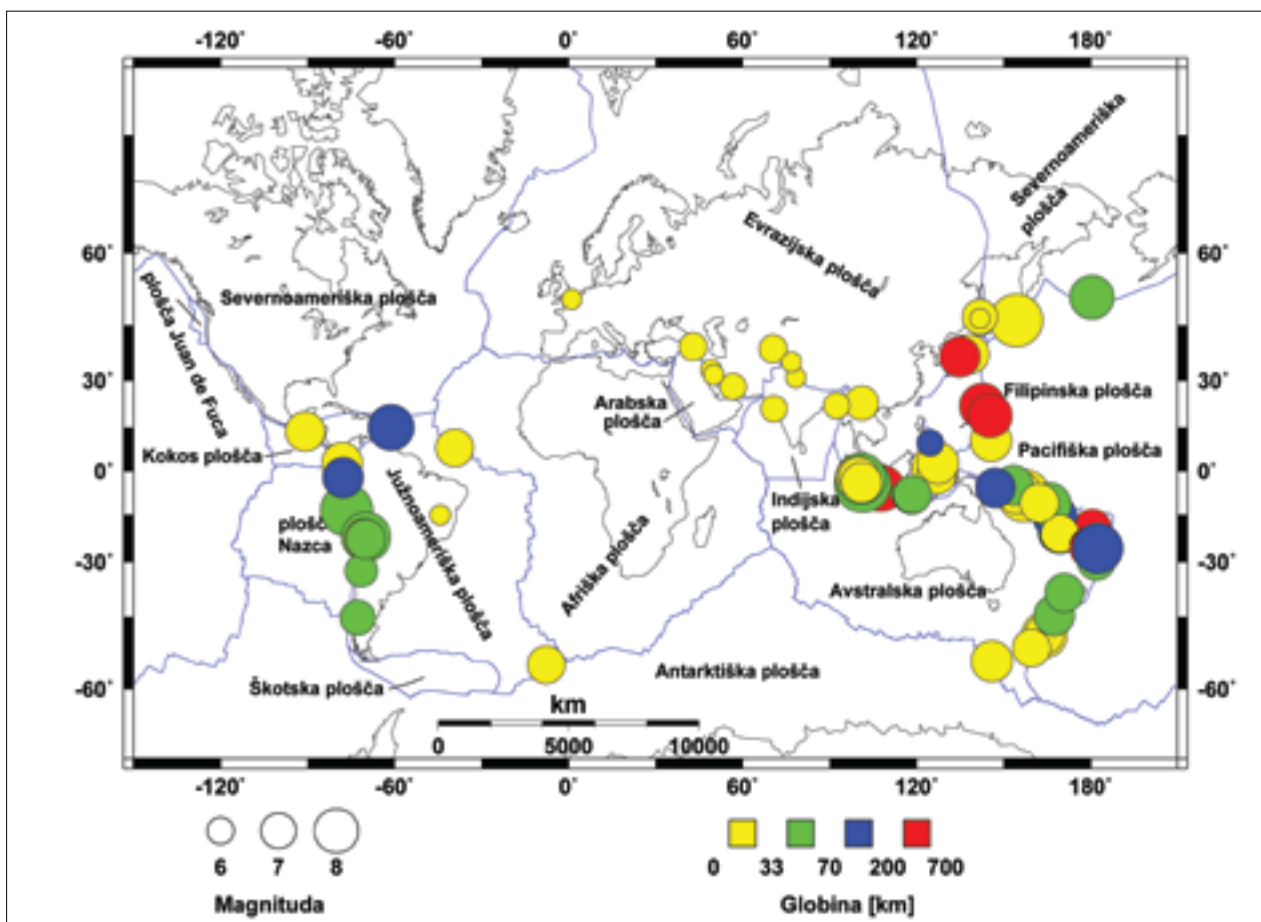 -120° -60° 0° 60° 120° 180°
Severnoameriška
plošča
60°
60°
Evrazijska plošča
Severnoameriška plošča
plošča Juan de Fuca
30°
30°
Filipinska plošča
Arabska
plošča
Kokos plošča
Pacifiška plošča
0°
0°
Južnoameriška plošča
Indijska
plošča
plošča
Nazca
Afriška plošča
-30°
-30°
Avstralska plošča
Antarktiška plošča
Škotska plošča
-60°
-60°
km
0 5000 10000
-120° -60° 0° 60° 120° 180°
6 7 8
0 33 70 200 700
Magnituda
Globina [km]